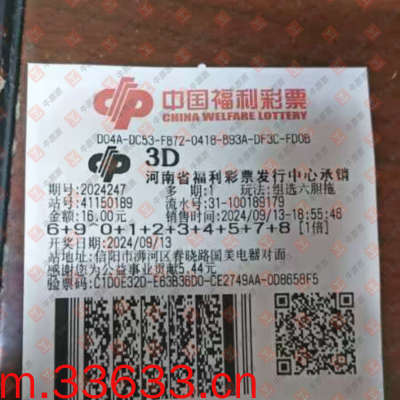 中国福利彩票
CHINA WELFARE LOTTERY
D04A-DC53-FB72-0418-B93A-DF3C-FD0B
3D
河南省福利彩票发行中心承销
期号:2024247 多期:1 玩法:组选六胆拖
站号:41150189 流水号:31-100189179
金额:16.00元 销售时间:2024/09/13-18:55:48
6+9^0+1+2+3+4+5+7+8 [1倍]
开奖日期:2024/09/13
站地址:信阳市浉河区春晓路国美电器对面
感谢您为公益事业贡献5.44元
验票码:C1D0E32D-E63B36D0-CE2749AA-0D8658F5
m.33633.cn